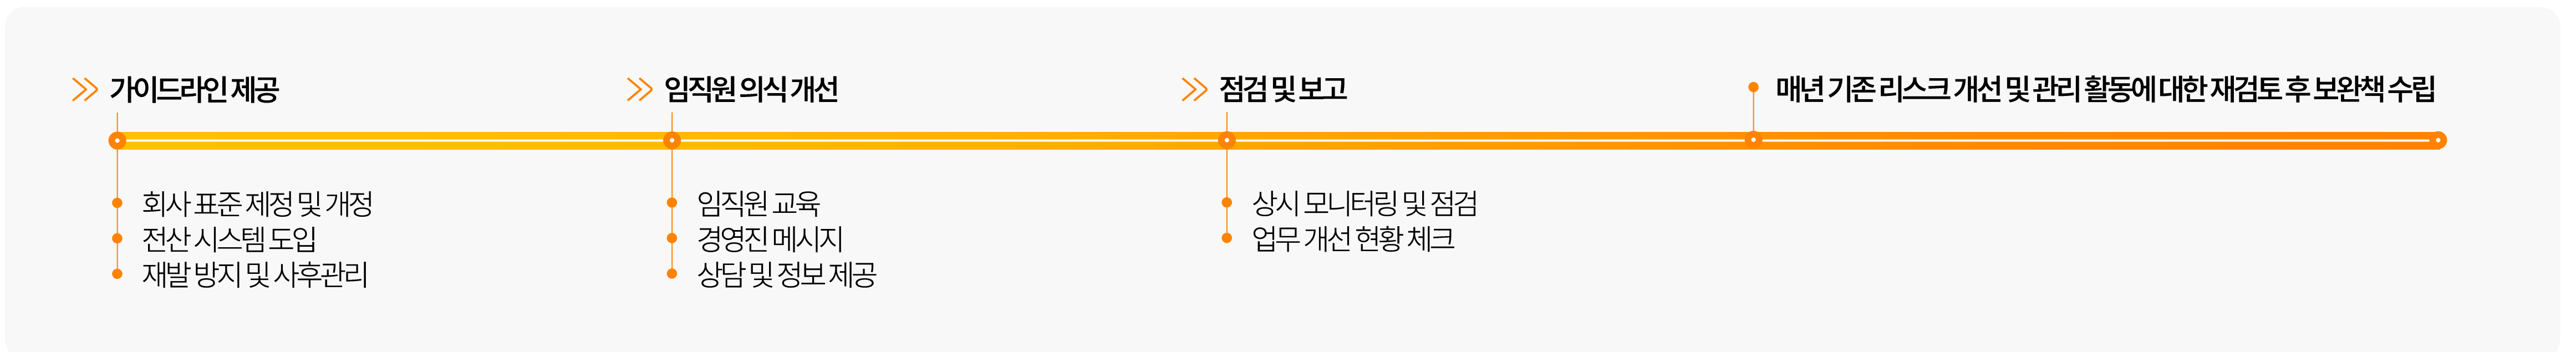 가이드라인 제공
회사 표준 제정 및 개정
전산 시스템 도입
재발 방지 및 사후관리
임직원 의식 개선
임직원 교육
경영진 메시지
상담 및 정보 제공
점검 및 보고
상시 모니터링 및 점검
업무 개선 현황 체크
매년 기존 리스크 개선 및 관리 활동에 대한 재검토 후 보완책 수립